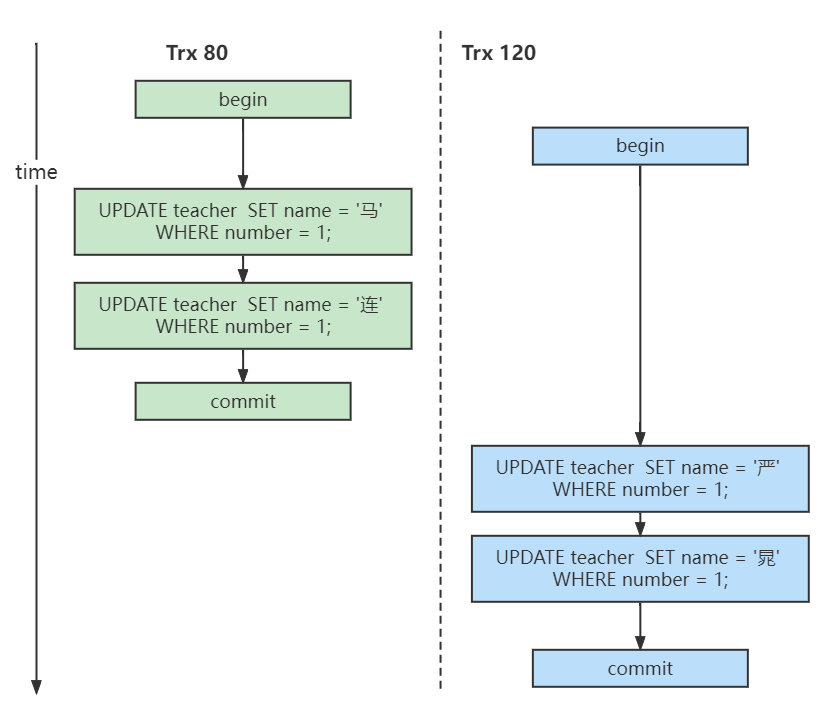 Trx 80
Trx 120
begin
begin
time
UPDATE teacher  SET name = '马'
WHERE number = 1;
UPDATE teacher  SET name = '连'
WHERE number = 1;
commit
UPDATE teacher  SET name = '严'
WHERE number = 1;
UPDATE teacher  SET name = '晁'
WHERE number = 1;
commit